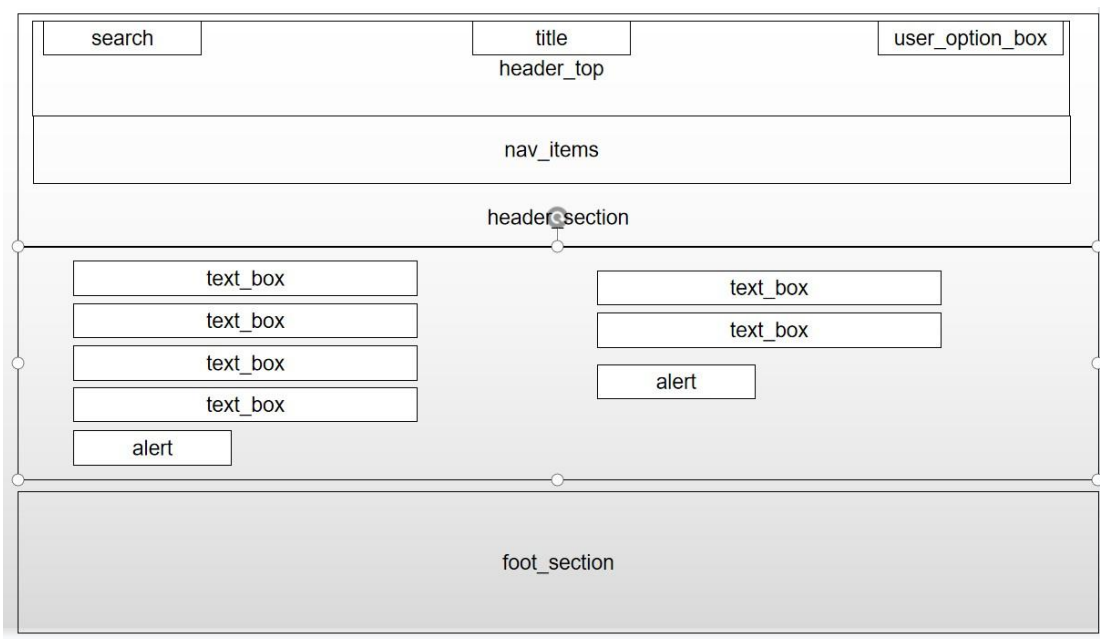 search
title
user_option_box
header_top
nav_items
header_section
text_box
text_box
text_box
text_box
alert
text_box
text_box
alert
foot_section